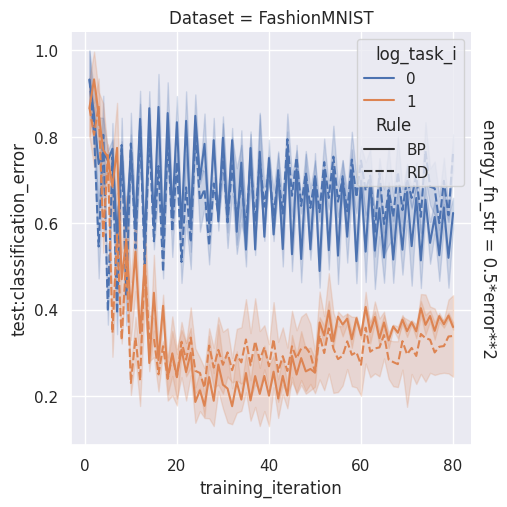 Dataset = FashionMNIST
log_task_i
0
1
Rule
BP
RD
1.0
0.8
0.6
0.4
0.2
test:classification_error
energy_fn_str = 0.5*error**2
0
20
40
60
80
training_iteration